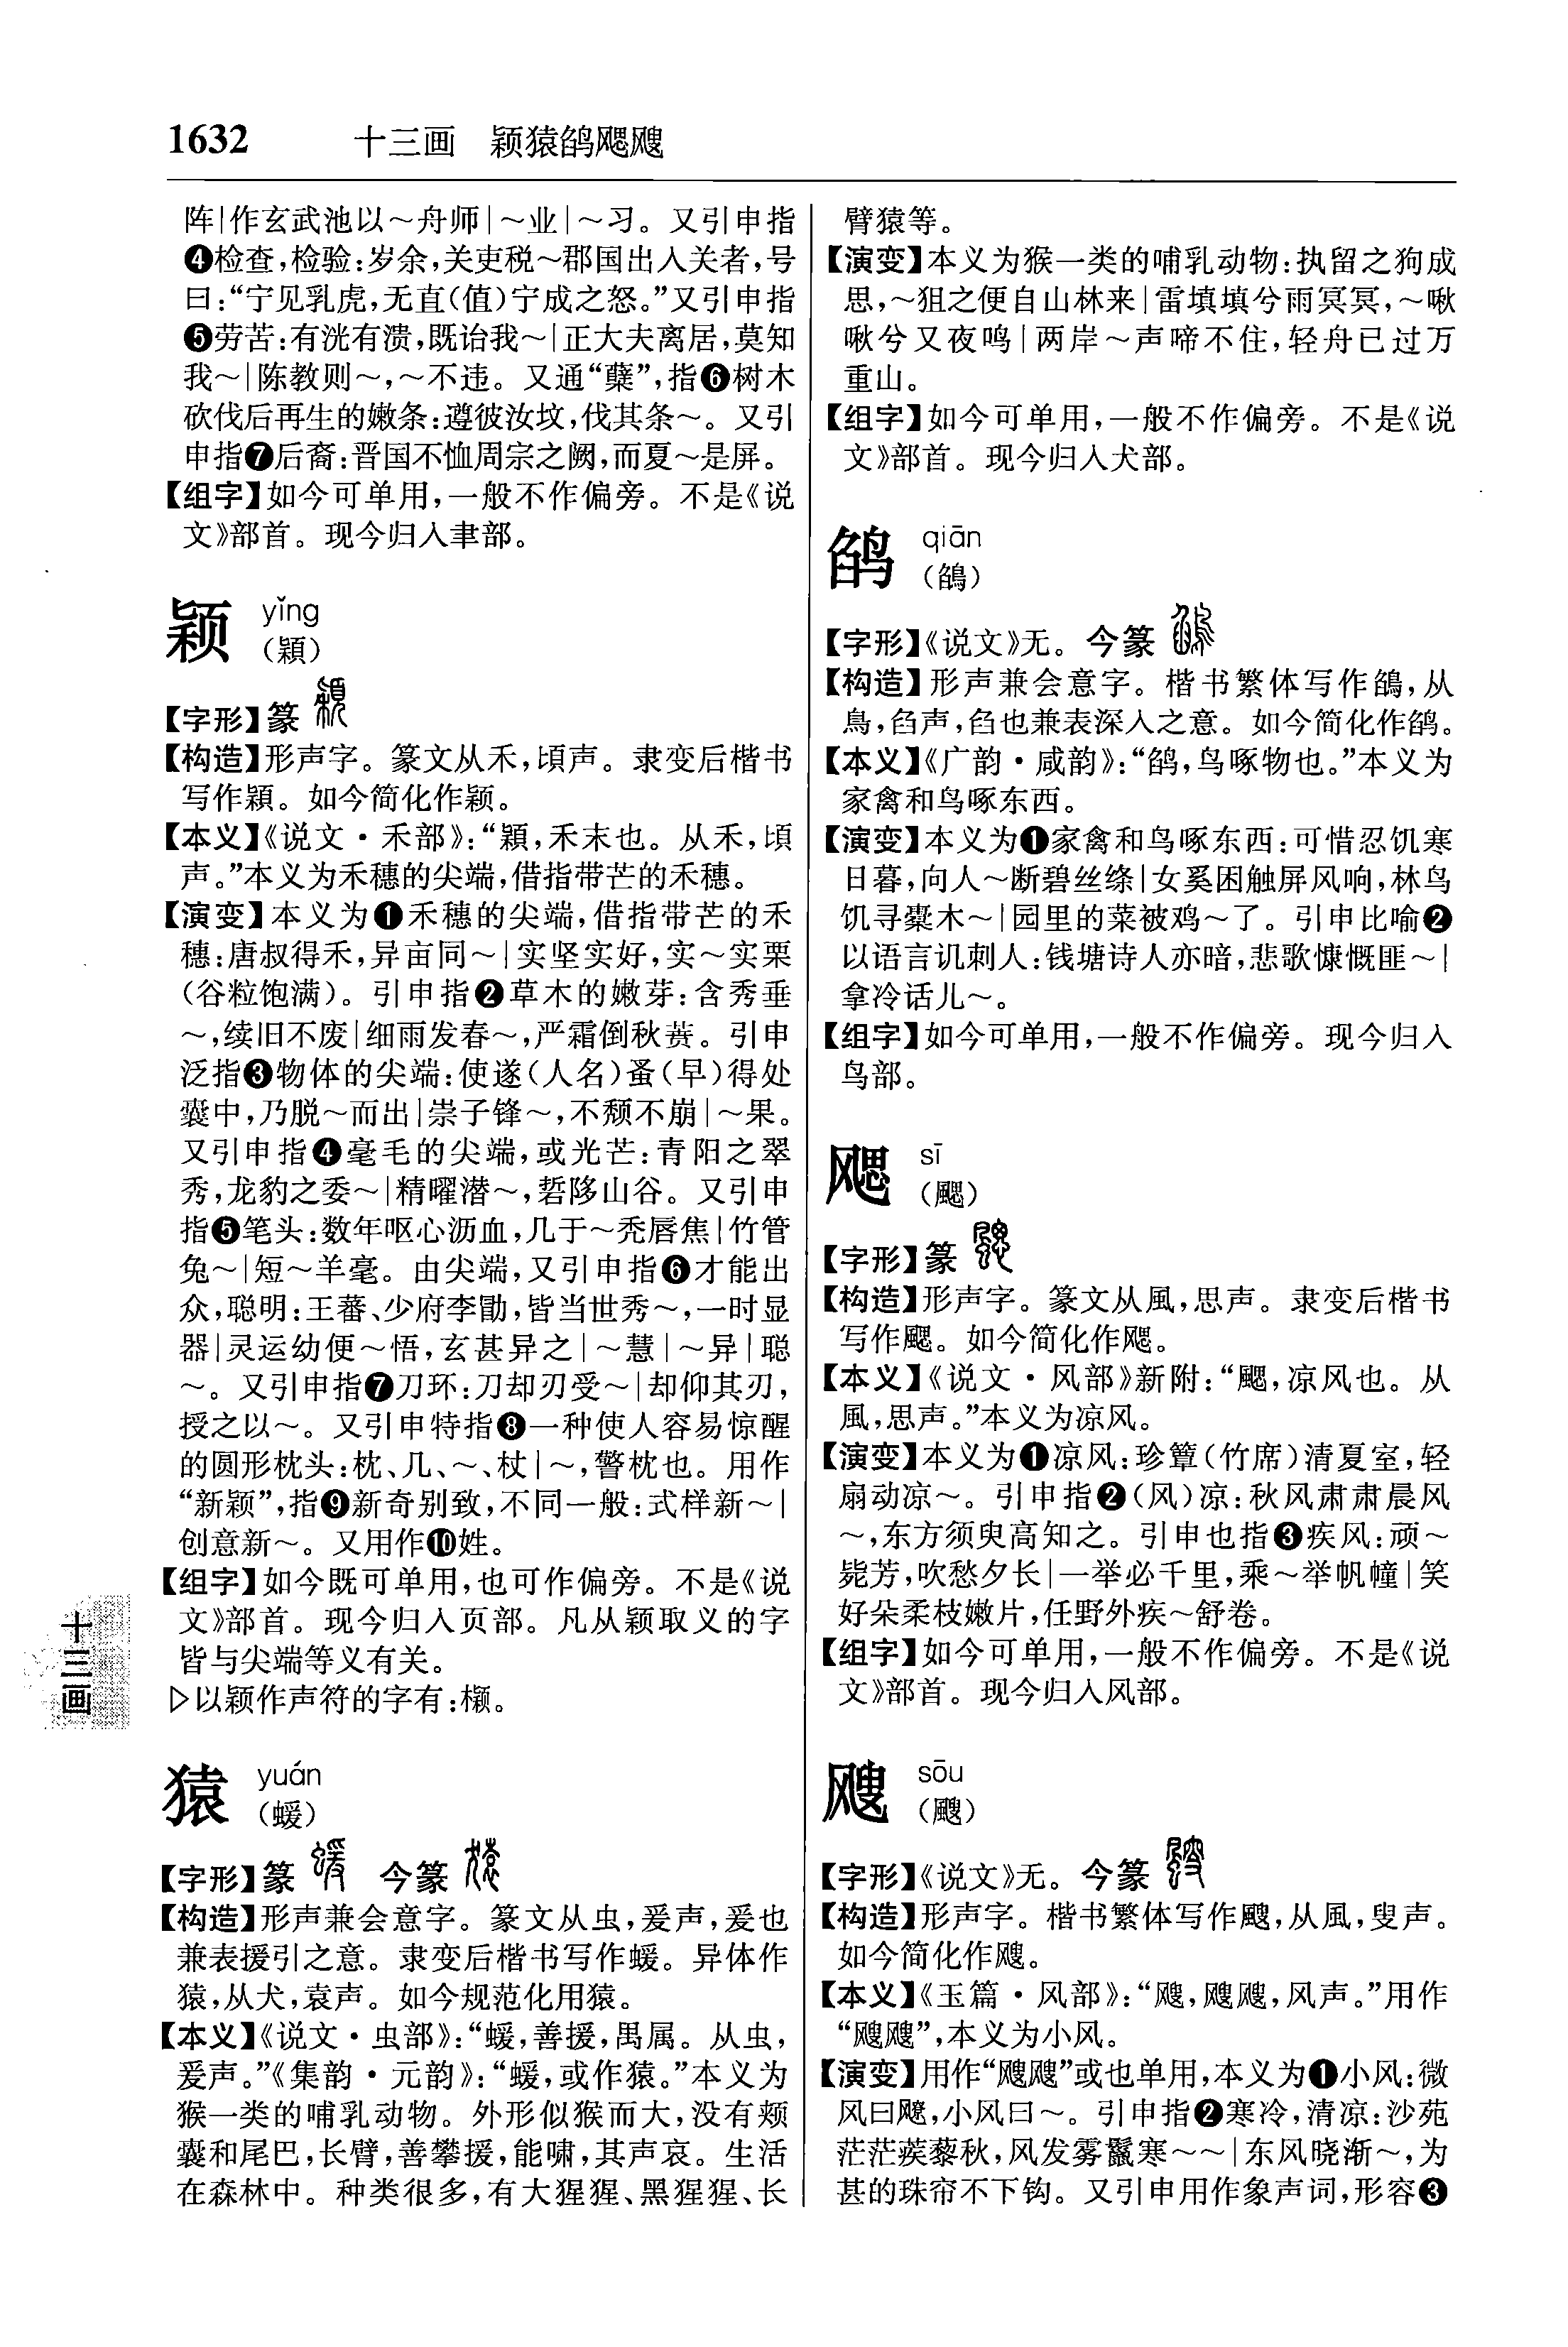 1632　十三画　颖猿鹐飔飕
阵|作玄武池以～舟师|～业|～习。又引申指
❹检查,检验:岁余,关吏税～郡国出入关者,号
曰:“宁见乳虎,无直(值)宁成之怒。”又引申指
❺劳苦:有洸有溃,既诒我～|正大夫离居,莫知
我～|陈教则～,～不违。又通“蘖”,指❻树木
砍伐后再生的嫩条:遵彼汝坟,伐其条～。又引
申指❼后裔:晋国不恤周宗之阙,而夏～是屏。
【组字】如今可单用,一般不作偏旁。不是《说
文》部首。现今归入聿部。
颖 yǐng
(穎)
【字形】篆
【构造】形声字。篆文从禾,頃声。隶变后楷书
写作穎。如今简化作颖。
【本义】《说文·禾部》:“穎,禾末也。从禾,頃
声。”本义为禾穗的尖端,借指带芒的禾穗。
【演变】本义为❶禾穗的尖端,借指带芒的禾
穗:唐叔得禾,异亩同～|实坚实好,实～实栗
(谷粒饱满)。引申指❷草木的嫩芽:含秀垂
～,续旧不废|细雨发春～,严霜倒秋蕡。引申
泛指❸物体的尖端:使遂(人名)蚤(早)得处
囊中,乃脱～而出|崇子锋～,不颓不崩|～果。
又引申指❹毫毛的尖端,或光芒:青阳之翠
秀,龙豹之委～|精曜潜～,硩陊山谷。又引申
指❺笔头:数年呕心沥血,几于～秃唇焦|竹管
兔～|短～羊毫。由尖端,又引申指❻才能出
众,聪明:王蕃、少府李勖,皆当世秀～,一时显
器|灵运幼便～悟,玄甚异之|～慧|～异|聪
～。又引申指❼刀环:刀却刃受～|却仰其刃,
授之以～。又引申特指❽一种使人容易惊醒
的圆形枕头:枕、几、～、杖|～,警枕也。用作
“新颖”,指❾新奇别致,不同一般:式样新～|
创意新～。又用作❿姓。
【组字】如今既可单用,也可作偏旁。不是《说
文》部首。现今归入页部。凡从颖取义的字
皆与尖端等义有关。
▷以颖作声符的字有:㯋。
猿 yuán
(蝯)
【字形】篆　今篆
【构造】形声兼会意字。篆文从虫,爰声,爰也
兼表援引之意。隶变后楷书写作蝯。异体作
猿,从犬,袁声。如今规范化用猿。
【本义】《说文·虫部》:“蝯,善援,禺属。从虫,
爰声。”《集韵·元韵》:“蝯,或作猿。”本义为
猴一类的哺乳动物。外形似猴而大,没有颊
囊和尾巴,长臂,善攀援,能啸,其声哀。生活
在森林中。种类很多,有大猩猩、黑猩猩、长
臂猿等。
【演变】本义为猴一类的哺乳动物:执留之狗成
思,～狙之便自山林来|雷填填兮雨冥冥,～啾
啾兮又夜鸣|两岸～声啼不住,轻舟已过万
重山。
【组字】如今可单用,一般不作偏旁。不是《说
文》部首。现今归入犬部。
鹐 qiān
(鵮)
【字形】《说文》无。今篆
【构造】形声兼会意字。楷书繁体写作鵮,从
鳥,臽声,臽也兼表深入之意。如今简化作鹐。
【本义】《广韵·咸韵》:“鹐,鸟啄物也。”本义为
家禽和鸟啄东西。
【演变】本义为❶家禽和鸟啄东西:可惜忍饥寒
日暮,向人～断碧丝绦|女奚困触屏风响,林鸟
饥寻橐木～|园里的菜被鸡～了。引申比喻❷
以语言讥刺人:钱塘诗人亦暗,悲歌慷慨匪～|
拿冷话儿～。
【组字】如今可单用,一般不作偏旁。现今归入
鸟部。
飔 sī
(颸)
【字形】篆
【构造】形声字。篆文从風,思声。隶变后楷书
写作颸。如今简化作飔。
【本义】《说文·风部》新附:“颸,凉风也。从
風,思声。”本义为凉风。
【演变】本义为❶凉风:珍簟(竹席)清夏室,轻
扇动凉～。引申指❷(风)凉:秋风肃肃晨风
～,东方须臾高知之。引申也指❸疾风:顽～
毙芳,吹愁夕长|一举必千里,乘～举帆幢|笑
好朵柔枝嫩片,任野外疾～舒卷。
【组字】如今可单用,一般不作偏旁。不是《说
文》部首。现今归入风部。
飕 sōu
(颼)
【字形】《说文》无。今篆
【构造】形声字。楷书繁体写作颼,从風,叟声。
如今简化作飕。
【本义】《玉篇·风部》:“飕,飕飕,风声。”用作
“飕飕”,本义为小风。
【演变】用作“飕飕”或也单用,本义为❶小风:微
风曰飉,小风曰～。引申指❷寒冷,清凉:沙苑
茫茫蒺藜秋,风发雾鬣寒～～|东风晓渐～,为
甚的珠帘不下钩。又引申用作象声词,形容❸
十三画